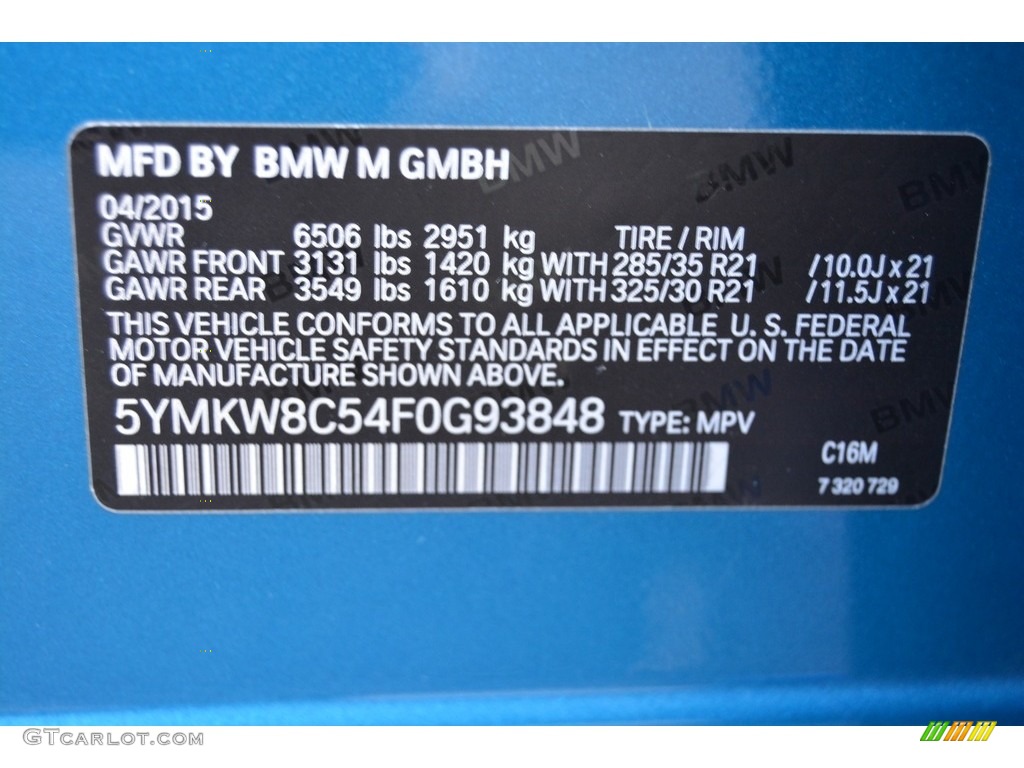 MFD BY BMW M GMBH
04/2015
GVWR 6506 lbs 2951 kg TIRE / RIM
GAWR FRONT 3131 lbs 1420 kg WITH 285/35 R21 /10.0J x 21
GAWR REAR 3549 lbs 1610 kg WITH 325/30 R21 /11.5J x 21
THIS VEHICLE CONFORMS TO ALL APPLICABLE U. S. FEDERAL
MOTOR VEHICLE SAFETY STANDARDS IN EFFECT ON THE DATE
OF MANUFACTURE SHOWN ABOVE.
5YMKW8C54F0G93848 TYPE: MPV
C16M
7 320 729
GTCARLOT.COM